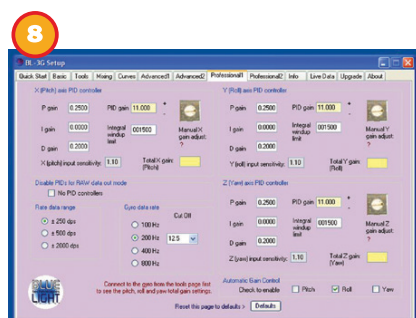 8
BL-3G Setup
Quick Start Basic Tools Mixing Curves Advanced1 Advanced2 Professional1 Professional2 Info Live Data Upgrade About
X (Pitch) axis PID controller
P gain 0.2500 PID gain 11.000 + -
I gain 0.0000 Integral windup limit 001500 Manual X gain adjust: ?
D gain 0.2000
X (pitch) input sensitivity: 1.10 Total X gain: (Pitch)
Y (Roll) axis PID controller
P gain 0.2500 PID gain 11.000 + -
I gain 0.0000 Integral windup limit 001500 Manual Y gain adjust: ?
D gain 0.2000
Y (roll) input sensitivity: 1.10 Total Y gain: (Roll)
Disable PIDs for RAW data out mode
No PID controllers
Rate data range
± 250 dps
± 500 dps
± 2000 dps
Gyro data rate
Cut Off
100 Hz
200 Hz 12.5
400 Hz
800 Hz
Z (Yaw) axis PID controller
P gain 0.2500 PID gain 11.000 + -
I gain 0.0000 Integral windup limit 001500 Manual Z gain adjust: ?
D gain 0.2000
Z (yaw) input sensitivity: 1.10 Total Z gain: (Yaw)
BLUE LIGHT
Connect to the gyro from the tools page first
to see the pitch, roll and yaw total gain settings.
Automatic Gain Control
Check to enable Pitch Roll Yaw
Reset this page to defaults > Defaults